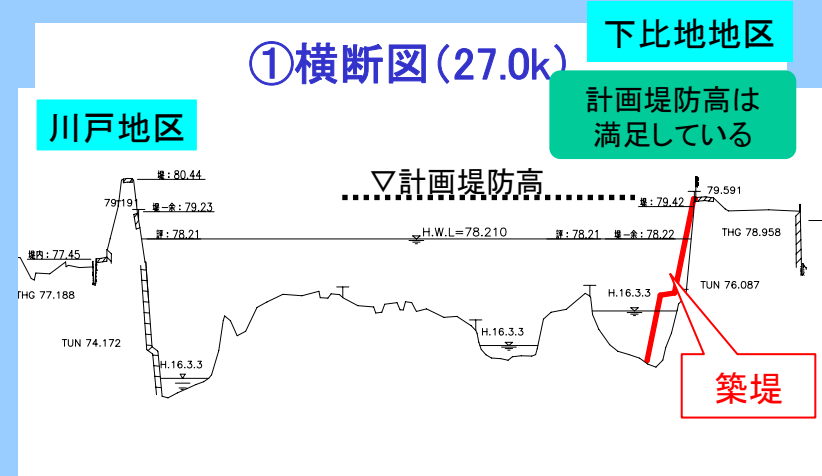 下比地地区
①横断図(27.0k)
計画堤防高は
満足している
川戸地区
堤:80.44
▽計画堤防高
79.591
79.191
堤-余:79.23
堤:79.42
評:78.21
H.W.L=78.210
評:78.21
堤-余:78.22
THG 78.958
堤内:77.45
THG 77.188
TUN 76.087
H.16.3.3
H.16.3.3
TUN 74.172
H.16.3.3
H.16.3.3
築堤